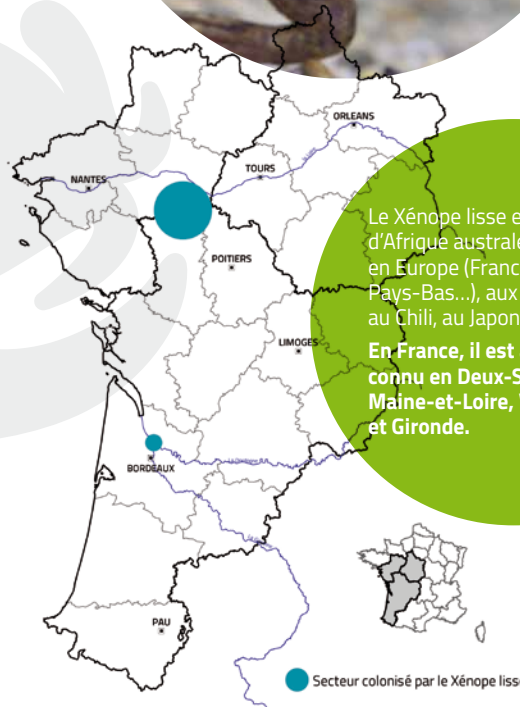 ORLEANS
TOURS
NANTES
POITIERS
LIMOGES
BORDEAUX
PAU
Le Xénope lisse e
d'Afrique australe
en Europe (Franc
Pays-Bas...), aux
au Chili, au Japon
En France, il est
connu en Deux-S
Maine-et-Loire, V
et Gironde.
Secteur colonisé par le Xénope lisse